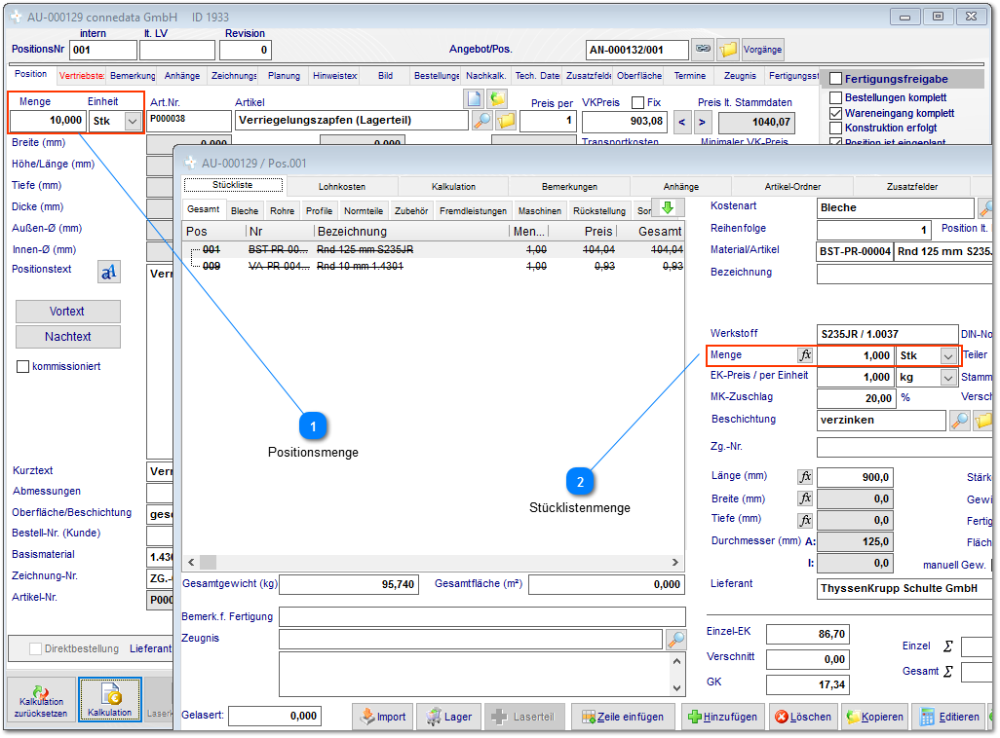 AU-000129 connedata GmbH ID 1933
intern lt. LV Revision
PositionsNr 001 0 Angebot/Pos. AN-000132/001 Vorgänge
Position Vertriebste Bemerkung Anhänge Zeichnungs Planung Hinweistex Bild Bestellunge Nachkalk. Tech. Date Zusatzfelde Oberfläche Termine Zeugnis Fertigungsst
Fertigungsfreigabe
Bestellungen komplett
Wareneingang komplett
Konstruktion erfolgt
Position ist eingeplant
Menge Einheit Art.Nr. Artikel Preis per VKPreis Fix Preis lt. Stammdaten
10,000 Stk P000038 Verriegelungszapfen (Lagerteil) 1 903,08 < > 1040,07
Breite (mm) 0,000 0,000 Transportkosten Minimaler VK-Preis
Höhe/Länge (mm)
Tiefe (mm)
Dicke (mm)
Außen-Ø (mm)
Innen-Ø (mm)
Positionstext aA Verr
Vortext
Nachtext
kommissioniert
Kurztext Verr
Abmessungen
Oberfläche/Beschichtung gesc
Bestell-Nr. (Kunde)
Basismaterial 1.430
Zeichnung-Nr. ZG.-
Artikel-Nr. P000
Direktbestellung Lieferant
Kalkulation zurücksetzen
Kalkulation
Laserk
AU-000129 / Pos.001
Stückliste Lohnkosten Kalkulation Bemerkungen Anhänge Artikel-Ordner Zusatzfelder
Gesamt Bleche Rohre Profile Normteile Zubehör Fremdleistungen Maschinen Rückstellung Son
Pos Nr Bezeichnung Men... Preis Gesamt
001 BST-PR-00... Rnd 125 mm S235JR 1,00 104,04 104,04
009 VA-PR-004... Rnd 10 mm 1.4301 1,00 0,93 0,93
1
Positionsmenge
2
Stücklistenmenge
Gesamtgewicht (kg) 95,740 Gesamtfläche (m²) 0,000
Bemerk.f. Fertigung
Zeugnis
Gelasert: 0,000 Import Lager Laserteil Zeile einfügen Hinzufügen Löschen Kopieren Editieren
Kostenart Bleche
Reihenfolge 1 Position lt.
Material/Artikel BST-PR-00004 Rnd 125 mm S235J
Bezeichnung
Werkstoff S235JR / 1.0037 DIN-No
Menge fx 1,000 Stk Teiler
EK-Preis / per Einheit 1,000 kg Stamm
MK-Zuschlag 20,00 % Versch
Beschichtung verzinken
Zg.-Nr.
Länge (mm) fx 900,0 Stärk
Breite (mm) fx 0,0 Gewi
Tiefe (mm) fx 0,0 Fertig
Durchmesser (mm) A: 125,0 Fläch
I: 0,0 manuell Gew.
Lieferant ThyssenKrupp Schulte GmbH
Einzel-EK 86,70 Einzel Σ
Verschnitt 0,00 Gesamt Σ
GK 17,34